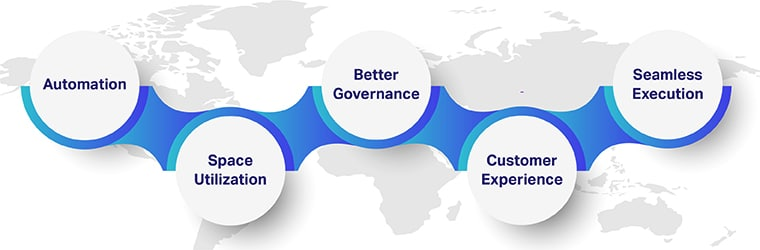 Automation
Space
Utilization
Better
Governance
Customer
Experience
Seamless
Execution